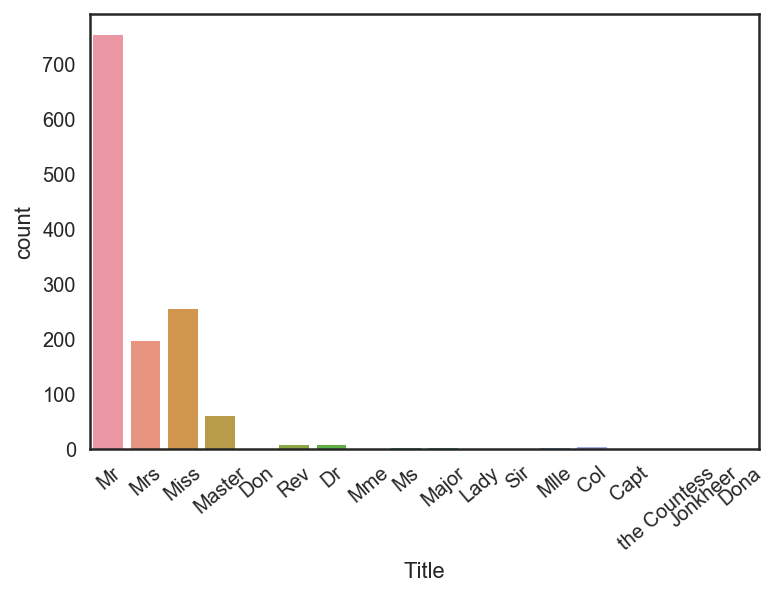 count
700
600
500
400
300
200
100
0
Mr
Mrs
Miss
Master
Don
Rev
Dr
Mme
Ms
Major
Lady
Sir
Mlle
Col
Capt
the Countess
Jonkheer
Dona
Title